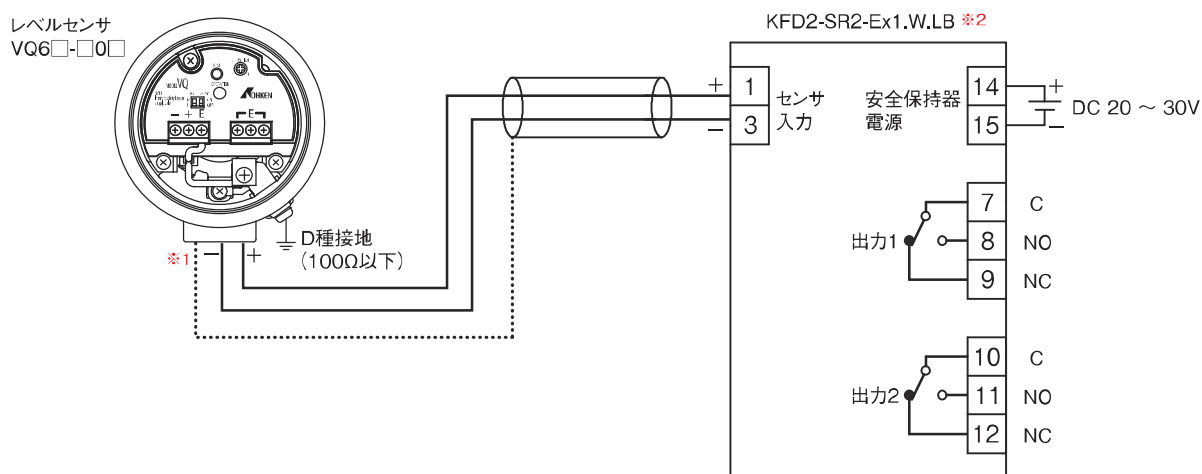 レベルセンサ
VQ6□-□0□
VQ
NOHKEN
− + E
E
※1
−
+
D種接地
(100Ω以下)
KFD2-SR2-Ex1.W.LB ※2
+ 1
− 3
センサ
入力
安全保持器
電源
14 +
15 −
DC 20 ～ 30V
7 C
出力1 8 NO
9 NC
10 C
出力2 11 NO
12 NC